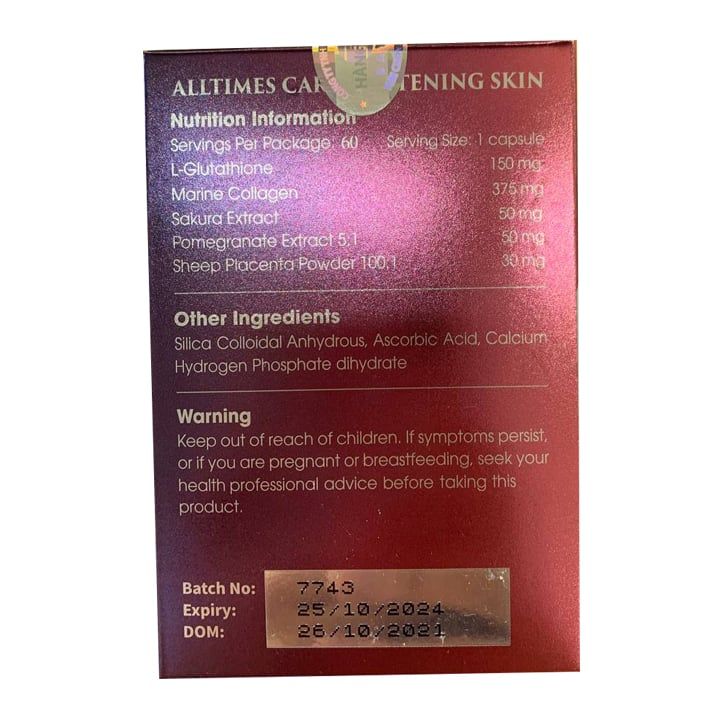 ALLTIMES CAR TENING SKIN
Nutrition Information
Servings Per Package: 60 Serving Size: 1 capsule
L-Glutathione 150 mg
Marine Collagen 375 mg
Sakura Extract 50 mg
Pomegranate Extract 5:1 50 mg
Sheep Placenta Powder 100:1 30 mg
Other Ingredients
Silica Colloidal Anhydrous, Ascorbic Acid, Calcium
Hydrogen Phosphate dihydrate
Warning
Keep out of reach of children. If symptoms persist,
or if you are pregnant or breastfeeding, seek your
health professional advice before taking this
product.
Batch No: 7743
Expiry: 25/10/2024
DOM: 26/10/2021